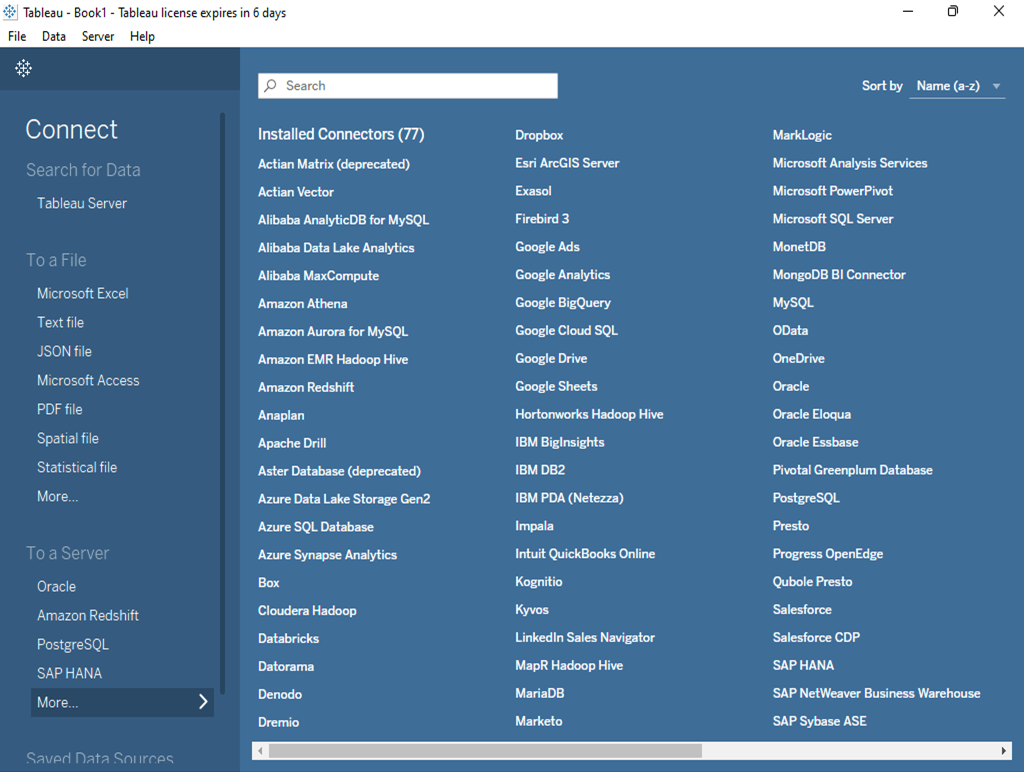 Tableau - Book1 - Tableau license expires in 6 days
File Data Server Help
Connect
Search for Data
Tableau Server
To a File
Microsoft Excel
Text file
JSON file
Microsoft Access
PDF file
Spatial file
Statistical file
More...
To a Server
Oracle
Amazon Redshift
PostgreSQL
SAP HANA
More...
Saved Data Sources
Search
Sort by Name (a-z)
Installed Connectors (77)
Actian Matrix (deprecated)
Actian Vector
Alibaba AnalyticDB for MySQL
Alibaba Data Lake Analytics
Alibaba MaxCompute
Amazon Athena
Amazon Aurora for MySQL
Amazon EMR Hadoop Hive
Amazon Redshift
Anaplan
Apache Drill
Aster Database (deprecated)
Azure Data Lake Storage Gen2
Azure SQL Database
Azure Synapse Analytics
Box
Cloudera Hadoop
Databricks
Datorama
Denodo
Dremio
Dropbox
Esri ArcGIS Server
Exasol
Firebird 3
Google Ads
Google Analytics
Google BigQuery
Google Cloud SQL
Google Drive
Google Sheets
Hortonworks Hadoop Hive
IBM BigInsights
IBM DB2
IBM PDA (Netezza)
Impala
Intuit QuickBooks Online
Kognitio
Kyvos
LinkedIn Sales Navigator
MapR Hadoop Hive
MariaDB
Marketo
MarkLogic
Microsoft Analysis Services
Microsoft PowerPivot
Microsoft SQL Server
MonetDB
MongoDB BI Connector
MySQL
OData
OneDrive
Oracle
Oracle Eloqua
Oracle Essbase
Pivotal Greenplum Database
PostgreSQL
Presto
Progress OpenEdge
Qubole Presto
Salesforce
Salesforce CDP
SAP HANA
SAP NetWeaver Business Warehouse
SAP Sybase ASE